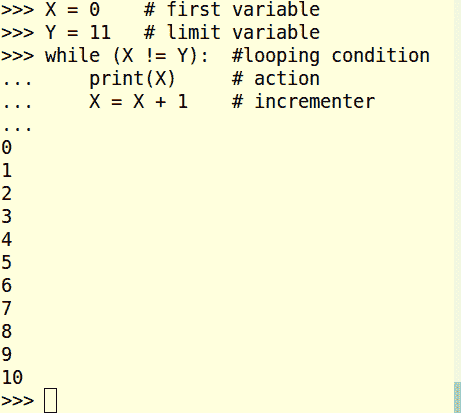 >>> X = 0    # first variable
>>> Y = 11   # limit variable
>>> while (X != Y):  #looping condition
...     print(X)     # action
...     X = X + 1    # incrementer
...
0
1
2
3
4
5
6
7
8
9
10
>>>